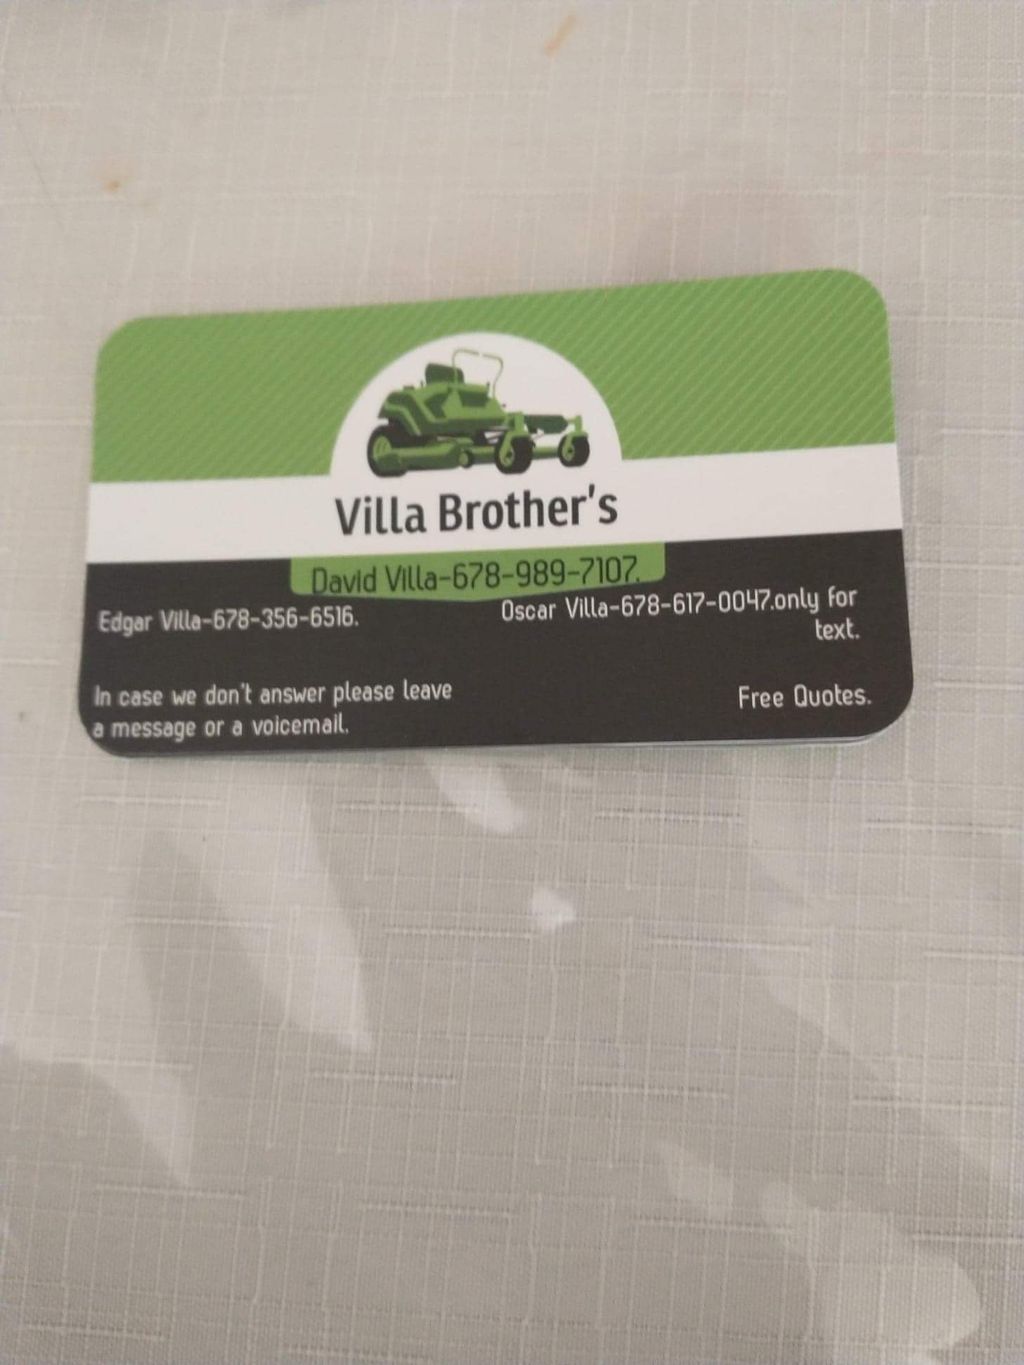 Villa Brother's
David Villa-678-989-7107.
Edgar Villa-678-356-6516.
Oscar Villa-678-617-0047.only for
text.
In case we don't answer please leave
a message or a voicemail.
Free Quotes.